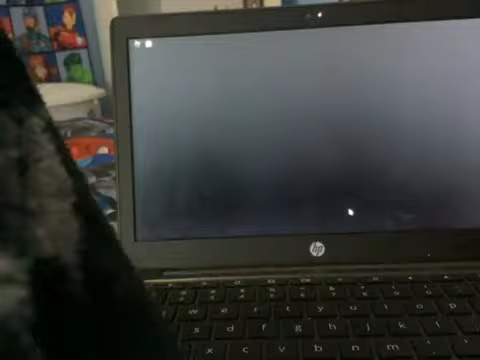 hp
w e r t y u i o p
s d f g h j k l
x c v b n m